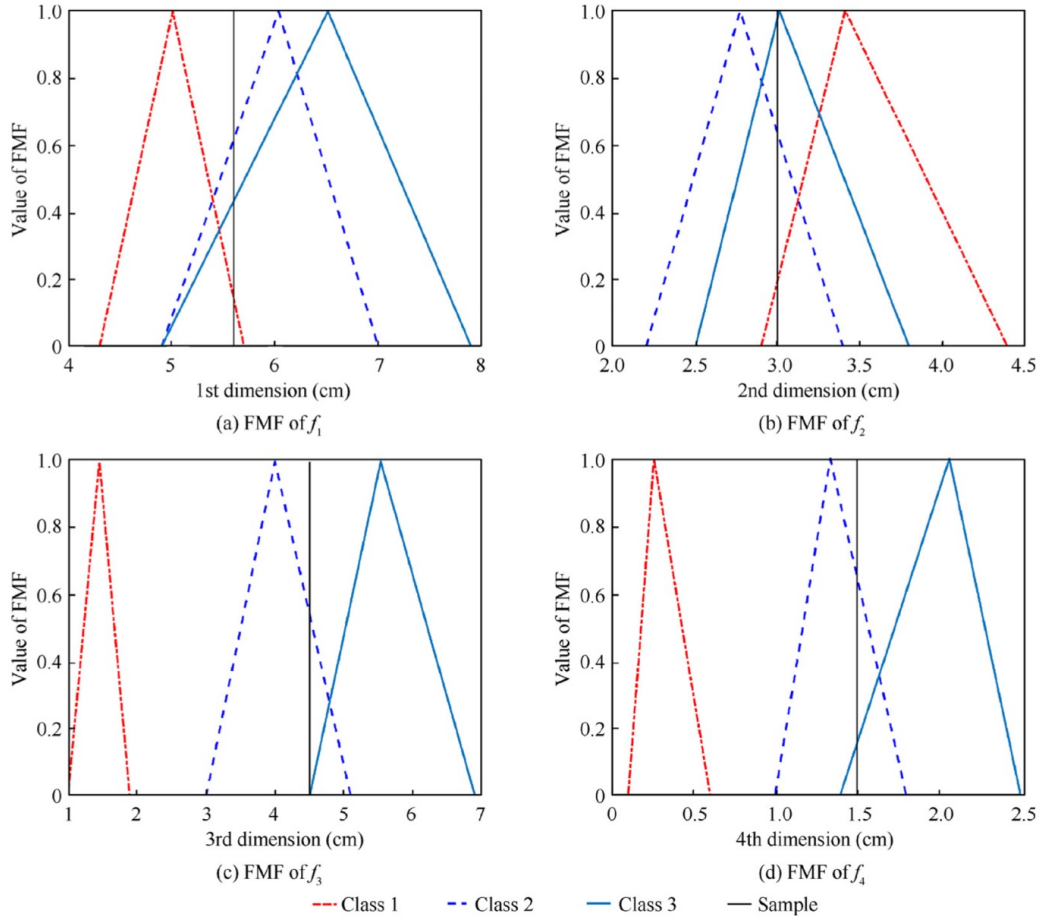 1.0
0.8
0.6
0.4
0.2
0
Value of FMF
4 5 6 7 8
1st dimension (cm)
(a) FMF of f1
1.0
0.8
0.6
0.4
0.2
0
Value of FMF
2.0 2.5 3.0 3.5 4.0 4.5
2nd dimension (cm)
(b) FMF of f2
1.0
0.8
0.6
0.4
0.2
0
Value of FMF
1 2 3 4 5 6 7
3rd dimension (cm)
(c) FMF of f3
1.0
0.8
0.6
0.4
0.2
0
Value of FMF
0 0.5 1.0 1.5 2.0 2.5
4th dimension (cm)
(d) FMF of f4
Class 1 Class 2 Class 3 Sample